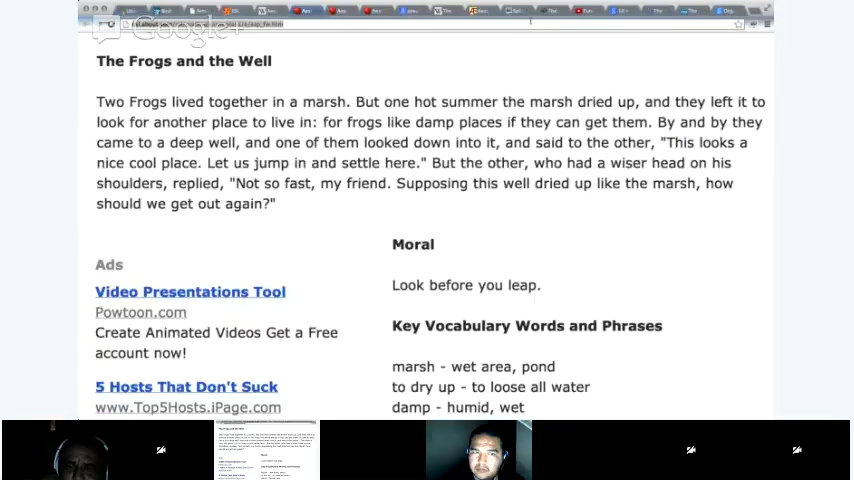 Google+
The Frogs and the Well
Two Frogs lived together in a marsh. But one hot summer the marsh dried up, and they left it to
look for another place to live in: for frogs like damp places if they can get them. By and by they
came to a deep well, and one of them looked down into it, and said to the other, "This looks a
nice cool place. Let us jump in and settle here." But the other, who had a wiser head on his
shoulders, replied, "Not so fast, my friend. Supposing this well dried up like the marsh, how
should we get out again?"
Ads
Video Presentations Tool
Powtoon.com
Create Animated Videos Get a Free
account now!
5 Hosts That Don't Suck
www.Top5Hosts.iPage.com
Moral
Look before you leap.
Key Vocabulary Words and Phrases
marsh - wet area, pond
to dry up - to loose all water
damp - humid, wet